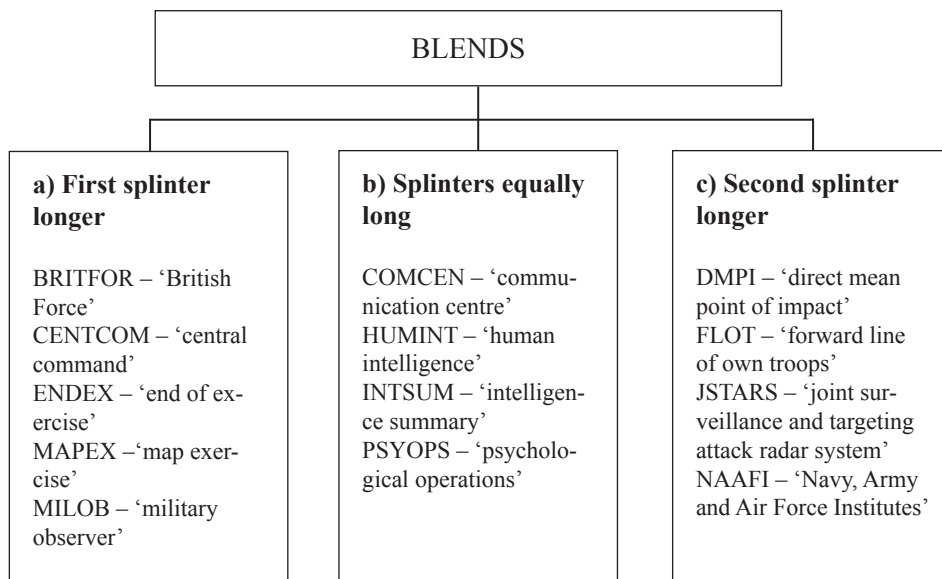 BLENDS
a) First splinter
longer
BRITFOR – ‘British
Force’
CENTCOM – ‘central
command’
ENDEX – ‘end of ex-
ercise’
MAPEX –‘map exer-
cise’
MILOB – ‘military
observer’
b) Splinters equally
long
COMCEN – ‘commu-
nication centre’
HUMINT – ‘human
intelligence’
INTSUM – ‘intelligen-
ce summary’
PSYOPS – ‘psycholo-
gical operations’
c) Second splinter
longer
DMPI – ‘direct mean
point of impact’
FLOT – ‘forward line
of own troops’
JSTARS – ‘joint sur-
veillance and targeting
attack radar system’
NAAFI – ‘Navy, Army
and Air Force Institutes’